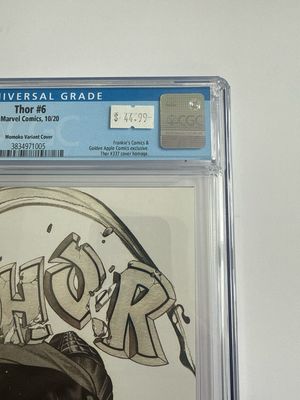 UNIVERSAL GRADE
Thor #6
Marvel Comics, 10/20
Momoko Variant Cover
3834971005
$ 44.99
Frankie's Comics &
Golden Apple Comics exclusive.
Thor #337 cover homage.
CGC
HOR